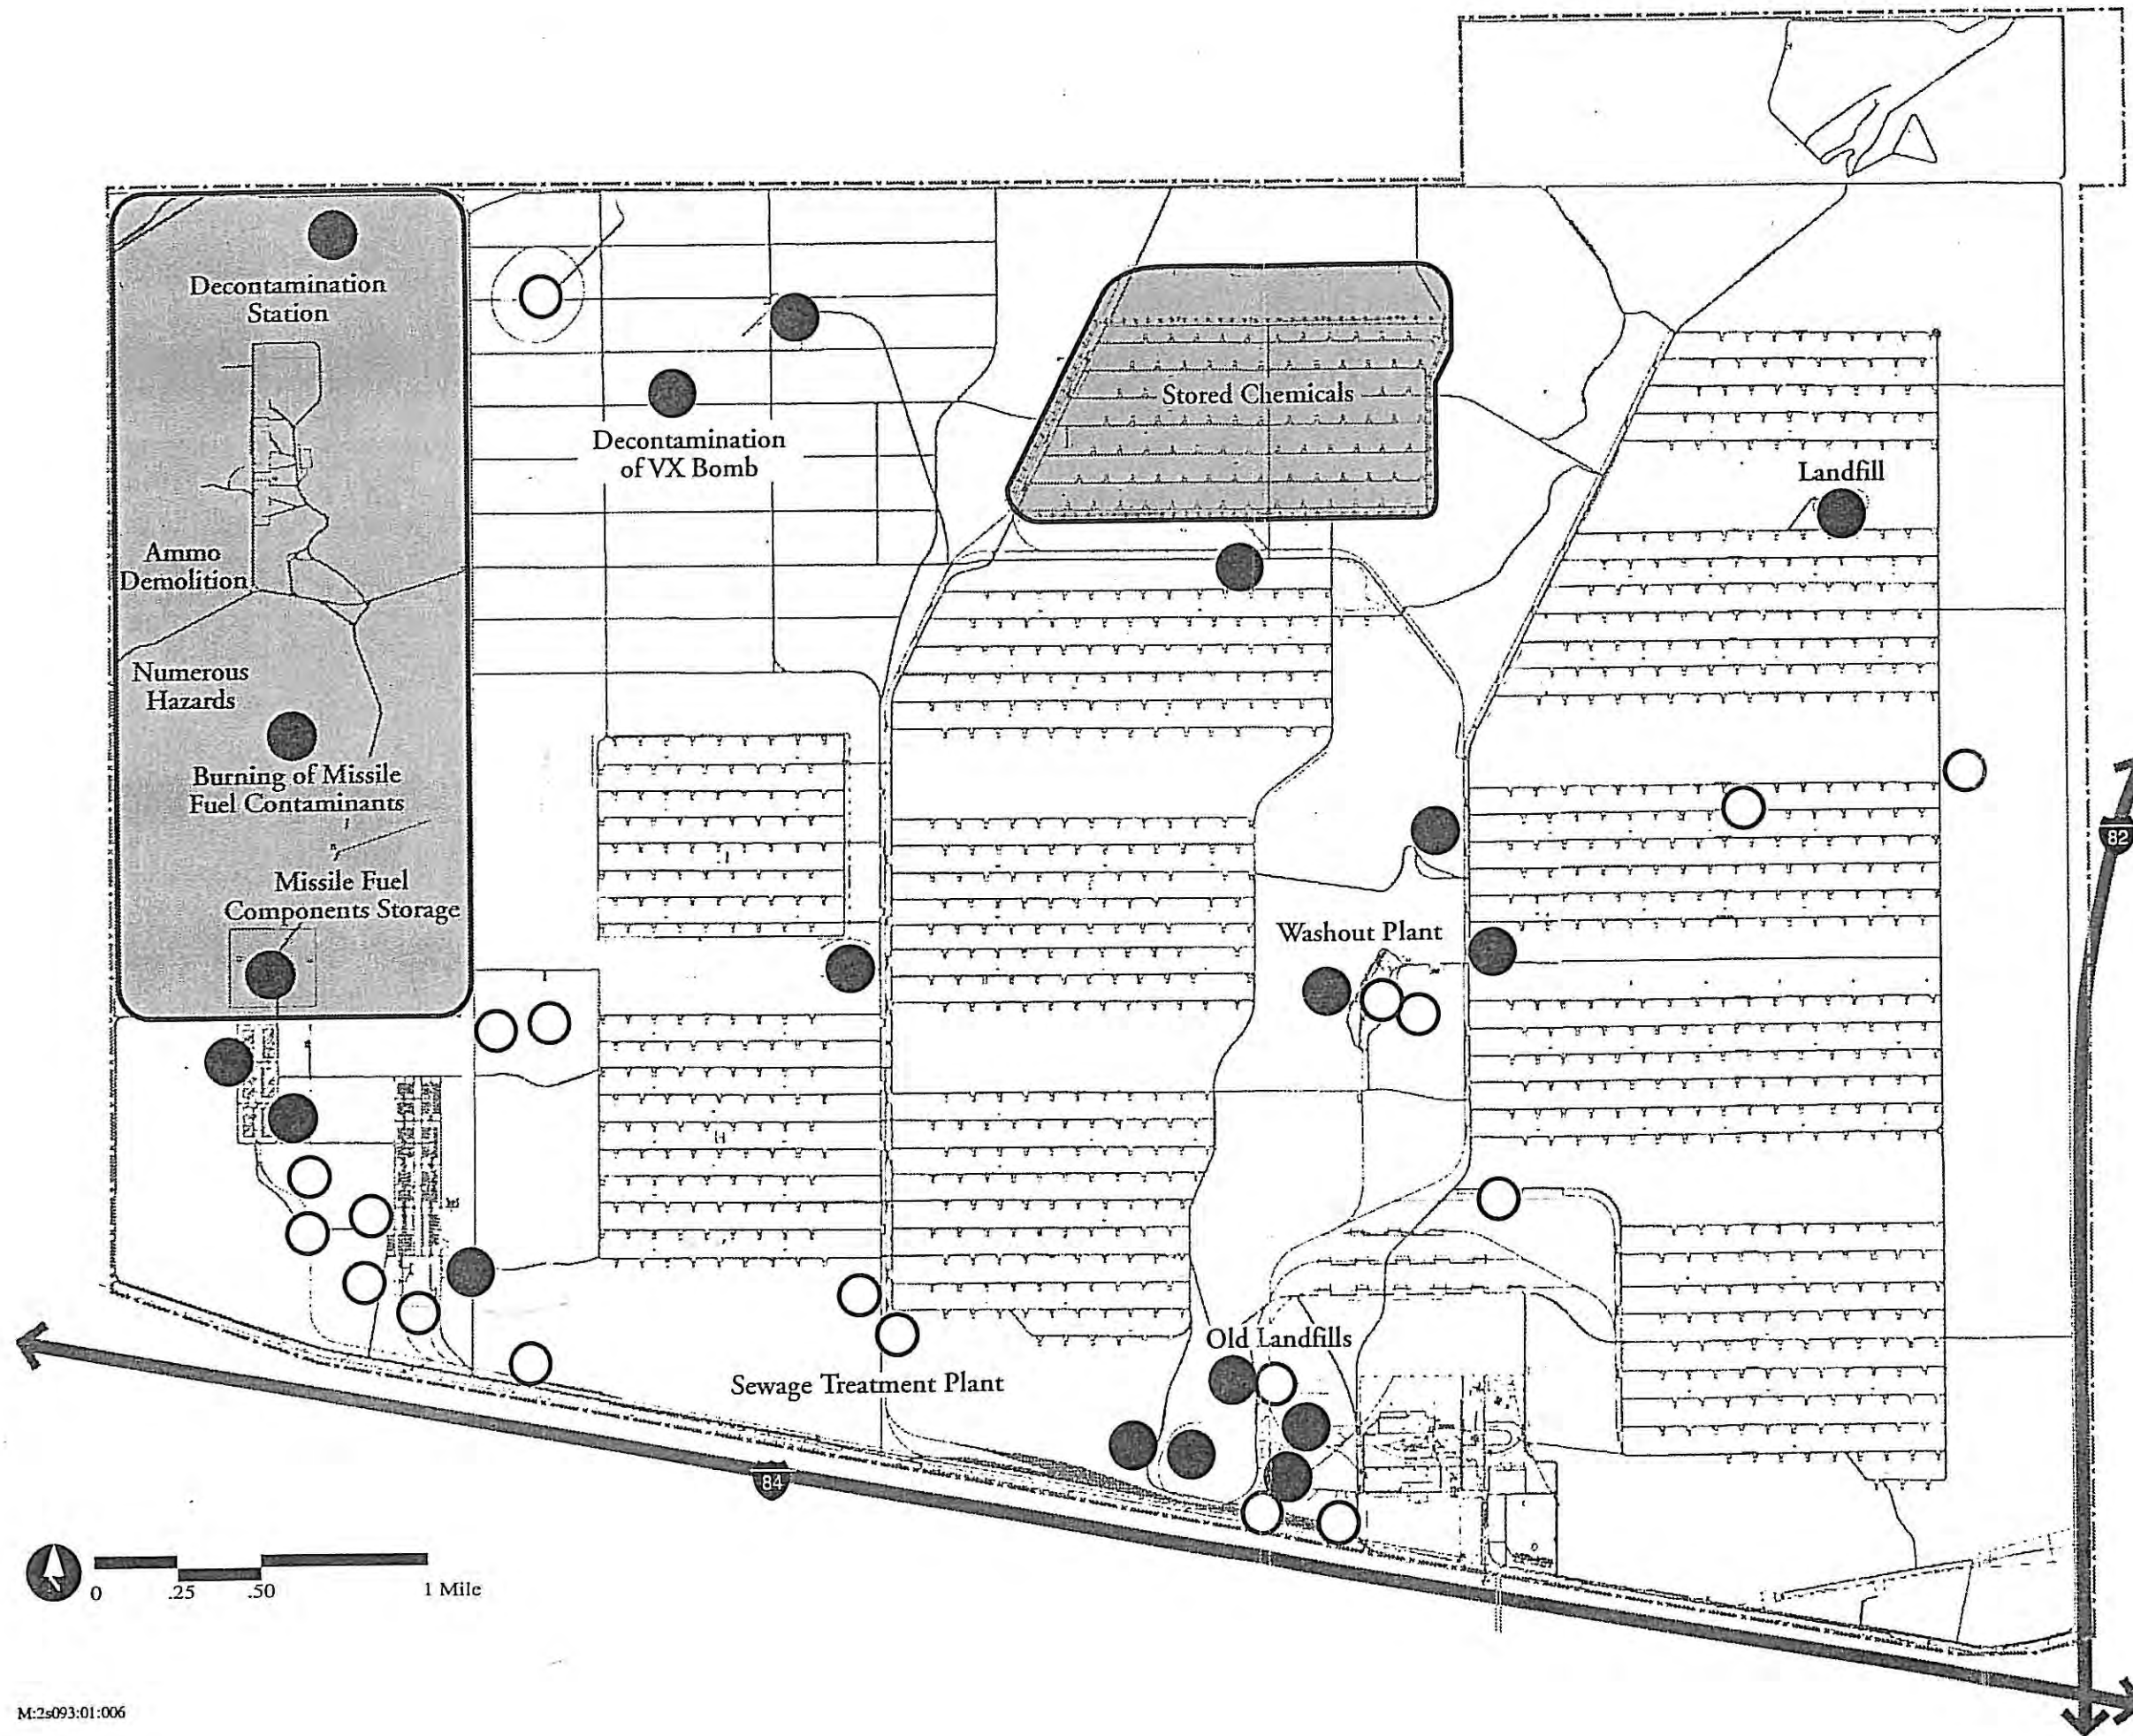 Decontamination
Station
Decontamination
of VX Bomb
Stored Chemicals
Landfill
Ammo
Demolition
Numerous
Hazards
Burning of Missile
Fuel Contaminants
Missile Fuel
Components Storage
82
Washout Plant
Old Landfills
Sewage Treatment Plant
84
0 .25 .50 1 Mile
M:2s093:01:006